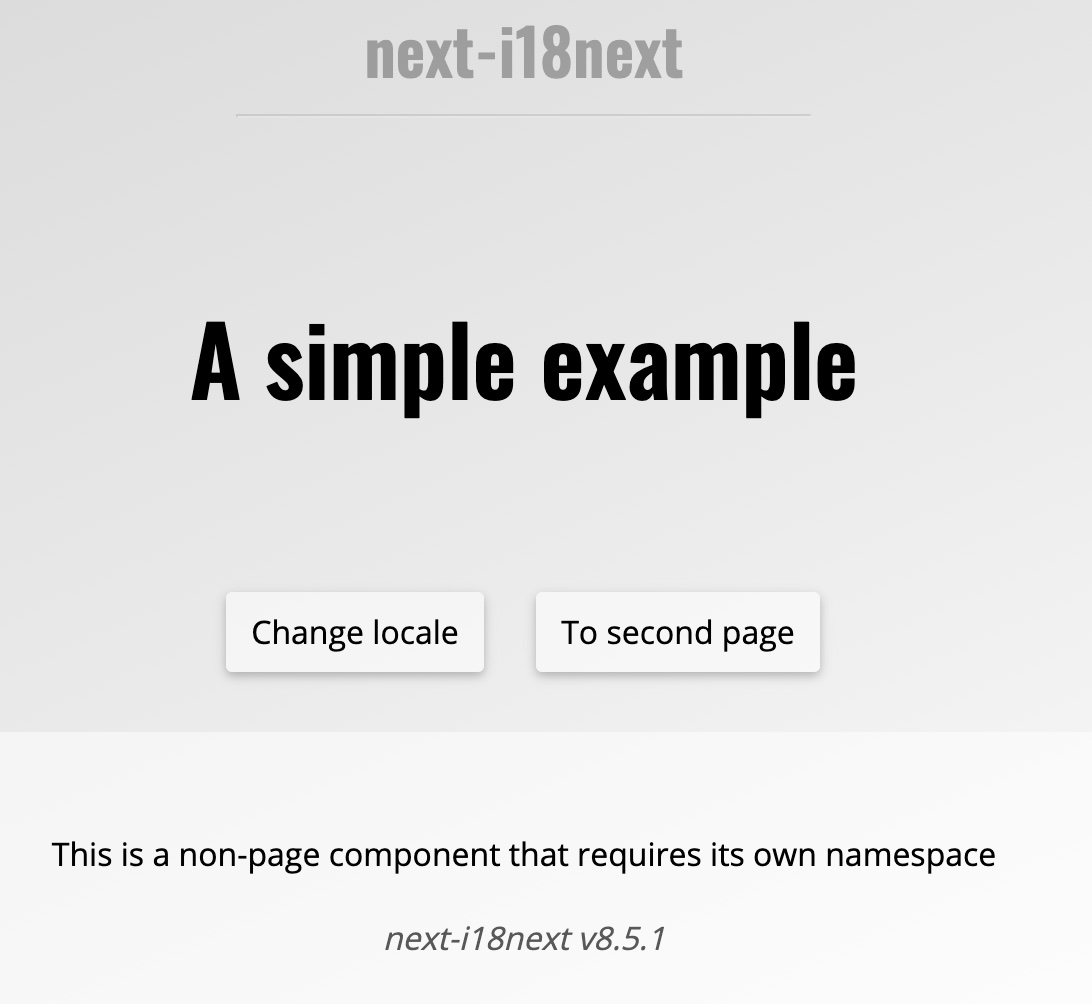 next-i18next
A simple example
Change locale
To second page
This is a non-page component that requires its own namespace
next-i18next v8.5.1